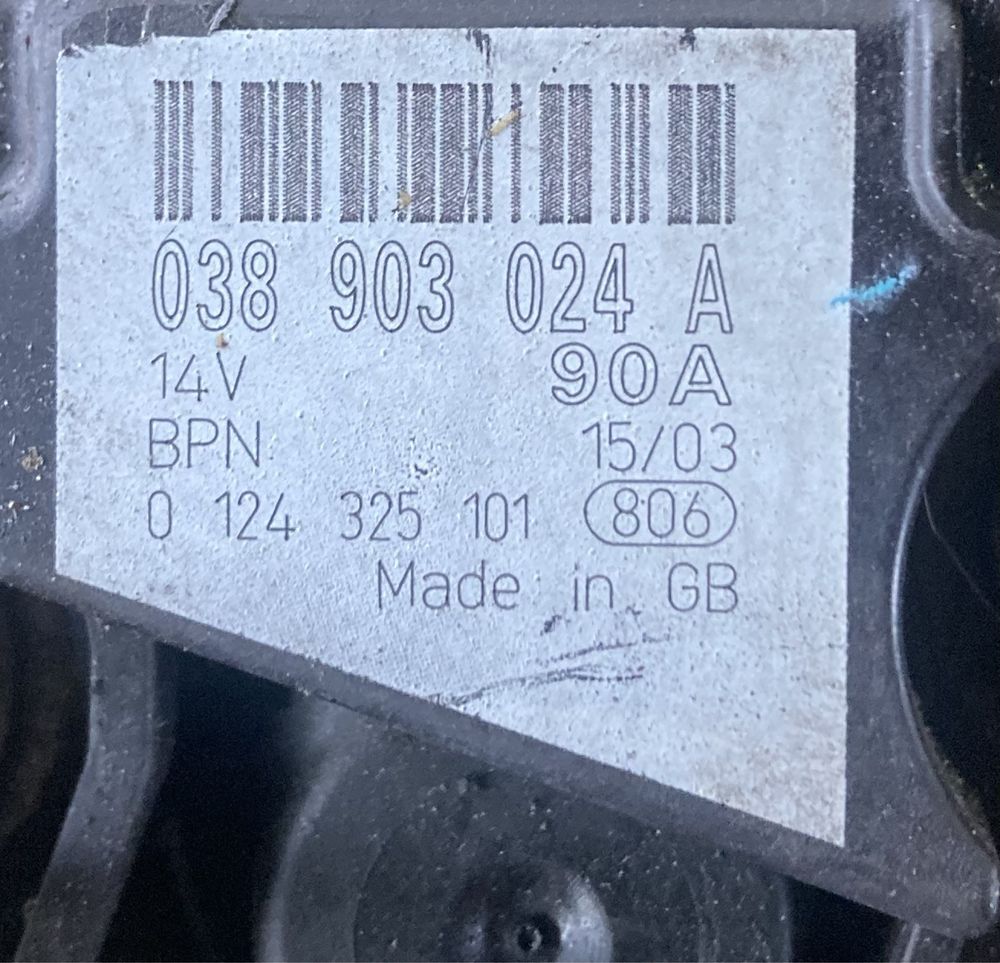 038 903 024 A
14V 90A
BPN 15/03
0 124 325 101 806
Made in GB